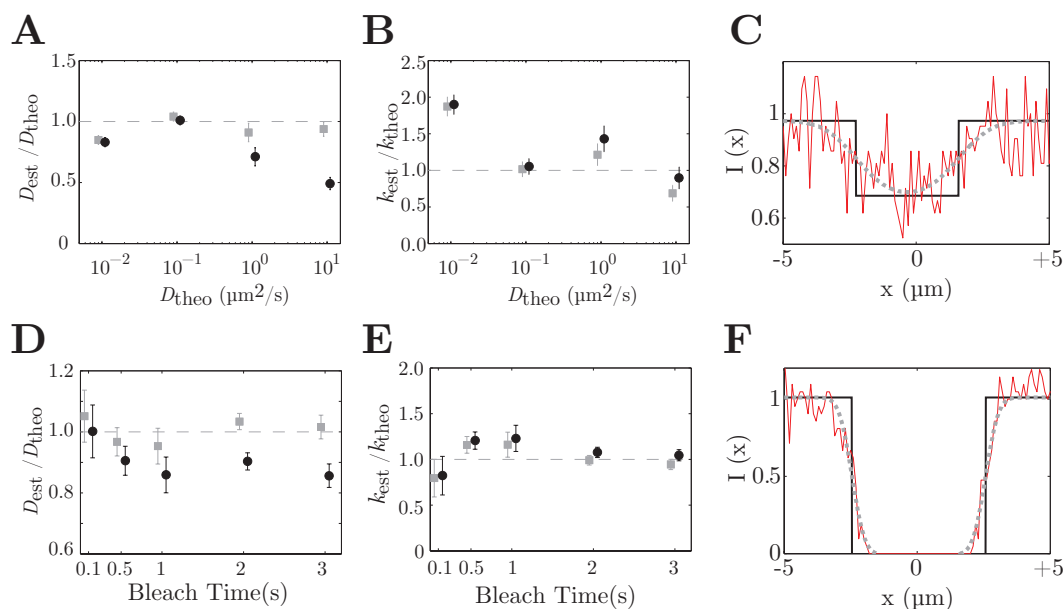 A
B
C
1.5
1.0
0.5
0
D_est /D_theo
10^-2
10^-1
10^0
10^1
D_theo (µm2/s)
2.5
2.0
1.5
1.0
0.5
0.0
k_est/k_theo
10^-2
10^-1
10^0
10^1
D_theo (µm2/s)
1
0.8
0.6
I (x)
-5
0
+5
x (µm)
D
E
F
1.2
1.0
0.8
0.6
D_est /D_theo
0.1
0.5
1
2
3
Bleach Time(s)
2.0
1.5
1.0
0.5
0
k_est/k_theo
0.1
0.5
1
2
3
Bleach Time(s)
1
0.5
0
I (x)
-5
0
+5
x (µm)